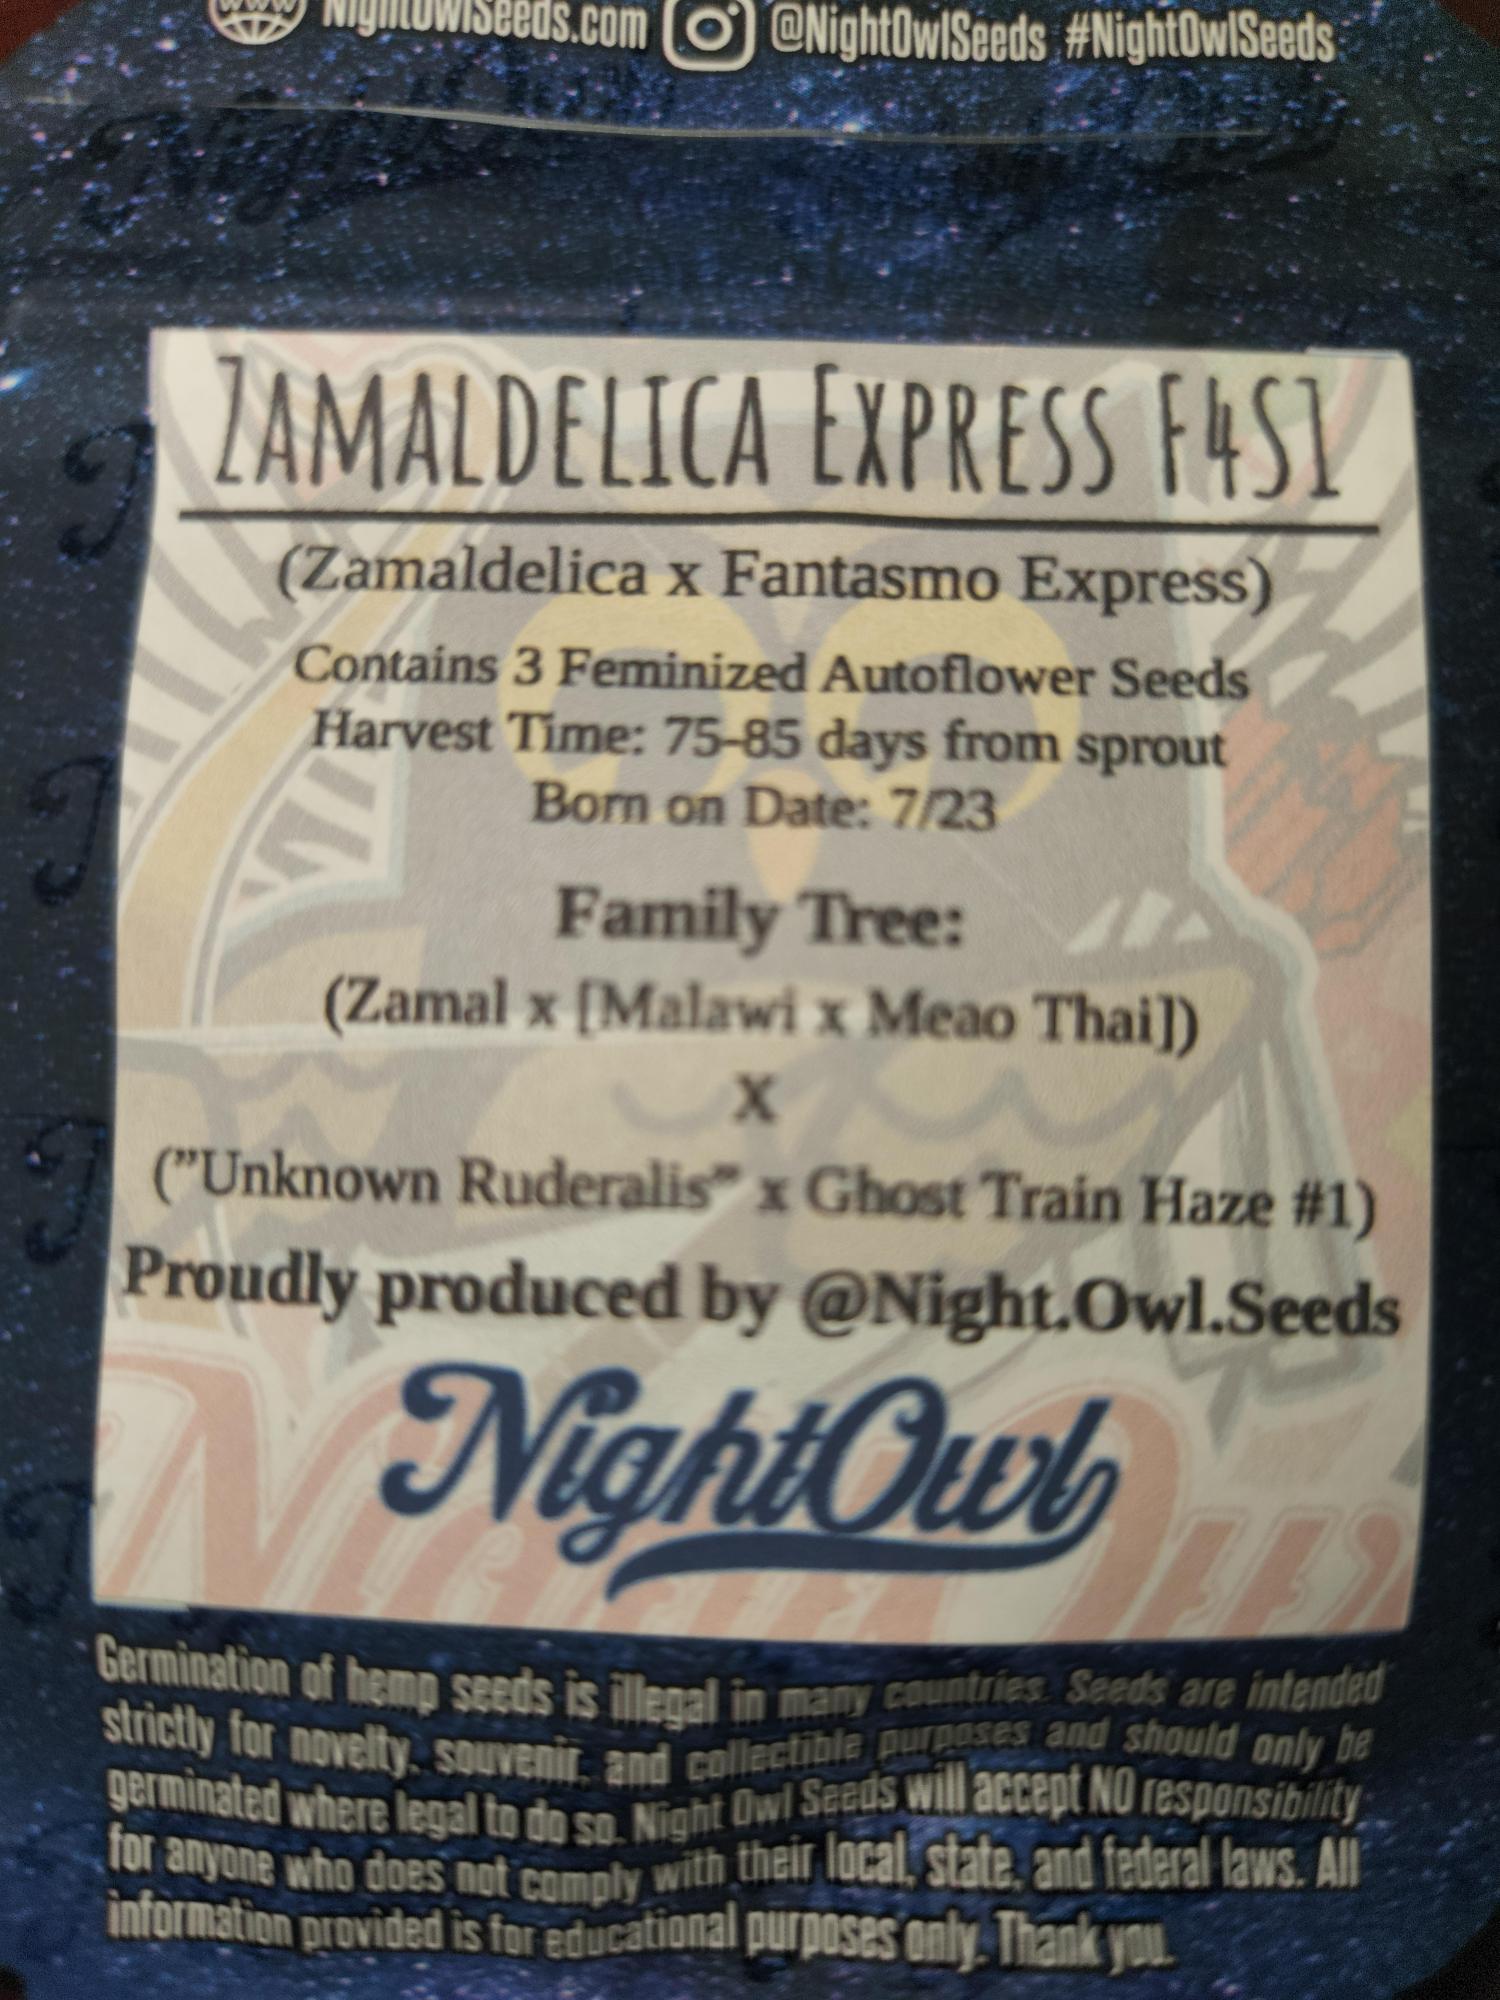 www NightOwlSeeds.com @NightOwlSeeds #NightOwlSeeds
Zamaldelica Express F4S1
(Zamaldelica x Fantasmo Express)
Contains 3 Feminized Autoflower Seeds
Harvest Time: 75-85 days from sprout
Born on Date: 7/23
Family Tree:
(Zamal x [Malawi x Meao Thai])
X
("Unknown Ruderalis" x Ghost Train Haze #1)
Proudly produced by @Night.Owl.Seeds
NightOwl
Germination of hemp seeds is illegal in many countries. Seeds are intended
strictly for novelty, souvenir, and collectible purposes and should only be
germinated where legal to do so. Night Owl Seeds will accept NO responsibility
for anyone who does not comply with their local, state, and federal laws. All
information provided is for educational purposes only. Thank you.